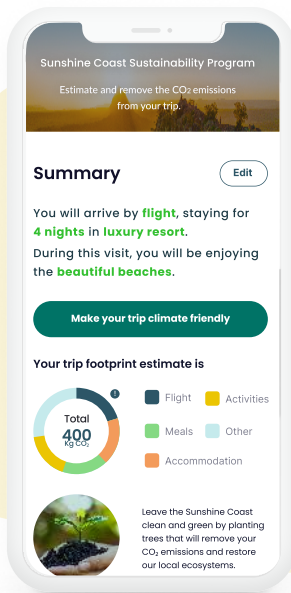 Sunshine Coast Sustainability Program
Estimate and remove the CO₂ emissions
from your trip.
Summary
Edit
You will arrive by flight, staying for
4 nights in luxury resort.
During this visit, you will be enjoying
the beautiful beaches.
Make your trip climate friendly
Your trip footprint estimate is
!
Total
400
Kg CO₂
Flight
Activities
Meals
Other
Accommodation
Leave the Sunshine Coast
clean and green by planting
trees that will remove your
CO₂ emissions and restore
our local ecosystems.